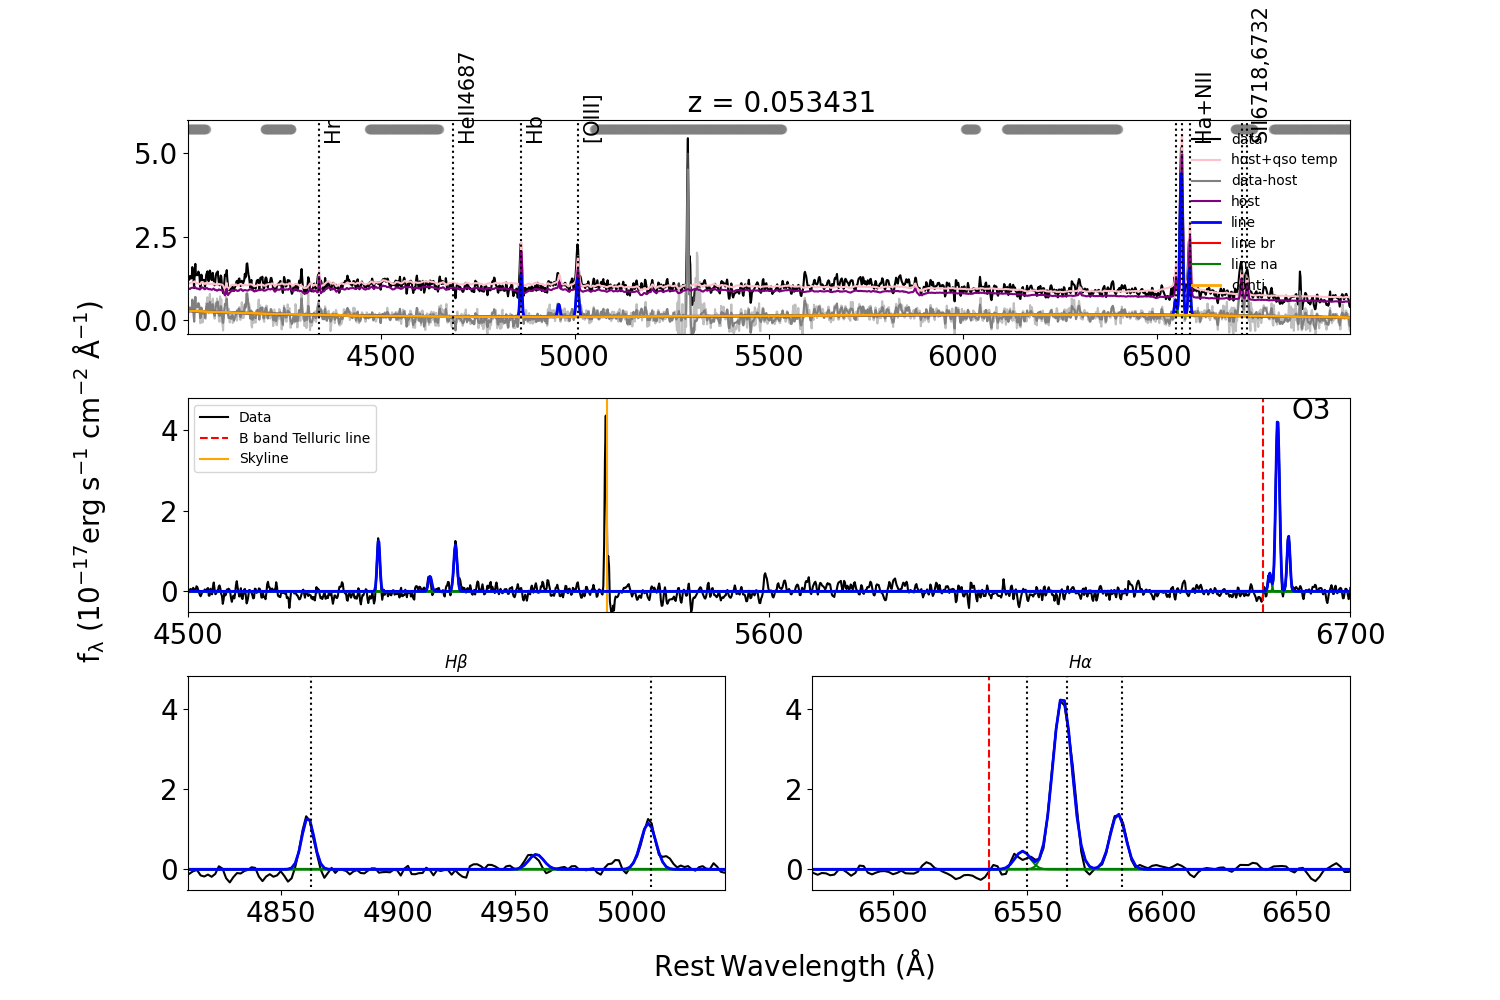 z = 0.053431
Hr
HeII4687
Hb
[OIII]
Ha+NII
SII6718,6732
5.0
2.5
0.0
data
host+qso temp
data-host
host
line
line br
line na
conti
4500 5000 5500 6000 6500
Data
B band Telluric line
Skyline
O3
4
2
0
4500 5600 6700
fλ (10−17erg s−1 cm−2 Å−1)
Hβ
4
2
0
4850 4900 4950 5000
Hα
4
2
0
6500 6550 6600 6650
Rest Wavelength (Å)